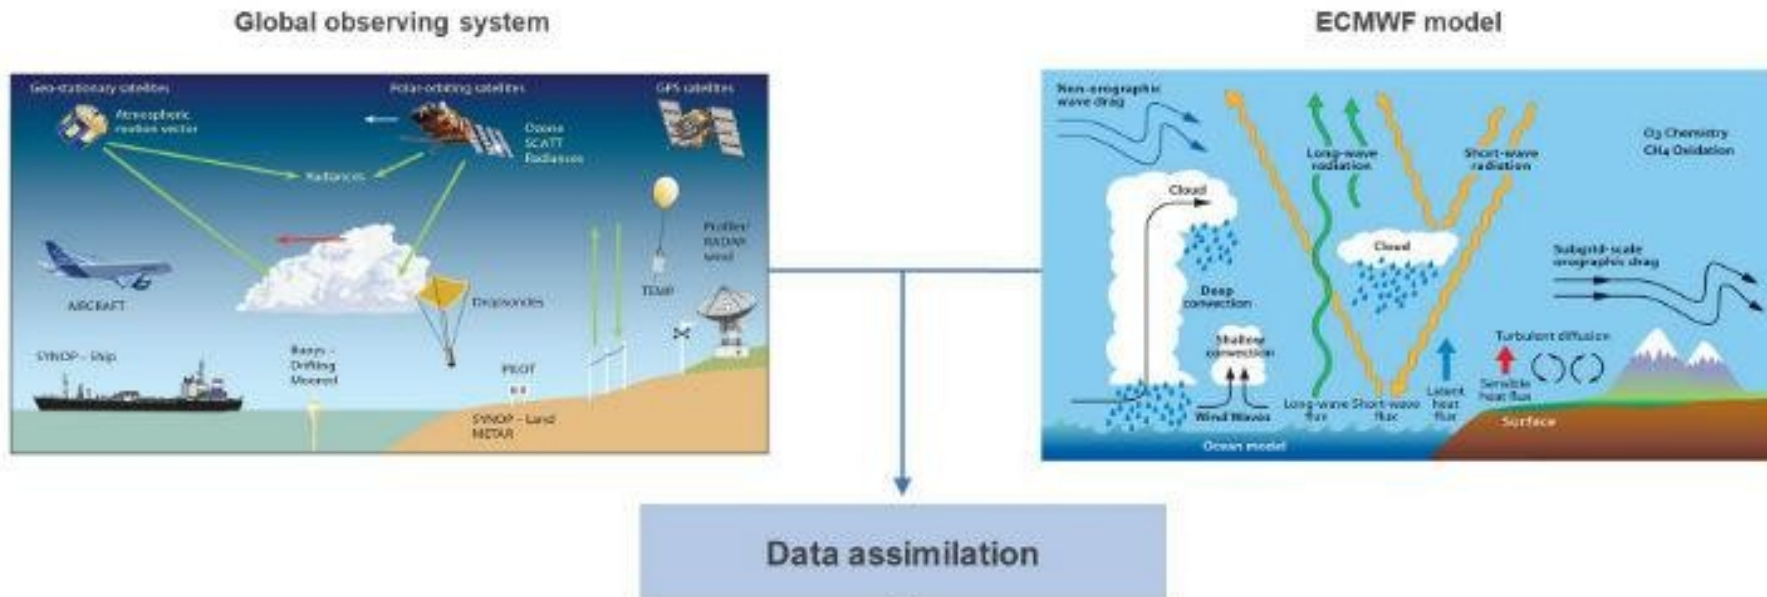 Global observing system
ECMWF model
Geo-stationary satellites
Polar-orbiting satellites
GPS satellites
Atmospheric
motion vector
Ozone
SCATT
Radiances
Radiances
Profiler/
RADAR
wind
AIRCRAFT
Dropsondes
TEMP
SYNOP – Ship
Buoys –
Drifting
Moored
PILOT
SYNOP – Land
METAR
Non-orographic
wave drag
O3 Chemistry
CH4 Oxidation
Long-wave
radiation
Short-wave
radiation
Cloud
Cloud
Subgrid-scale
orographic drag
Deep
convection
Shallow
convection
Turbulent diffusion
Wind Waves
Long-wave
flux
Short-wave
flux
Latent
heat
flux
Sensible
heat flux
Surface
Ocean model
Data assimilation